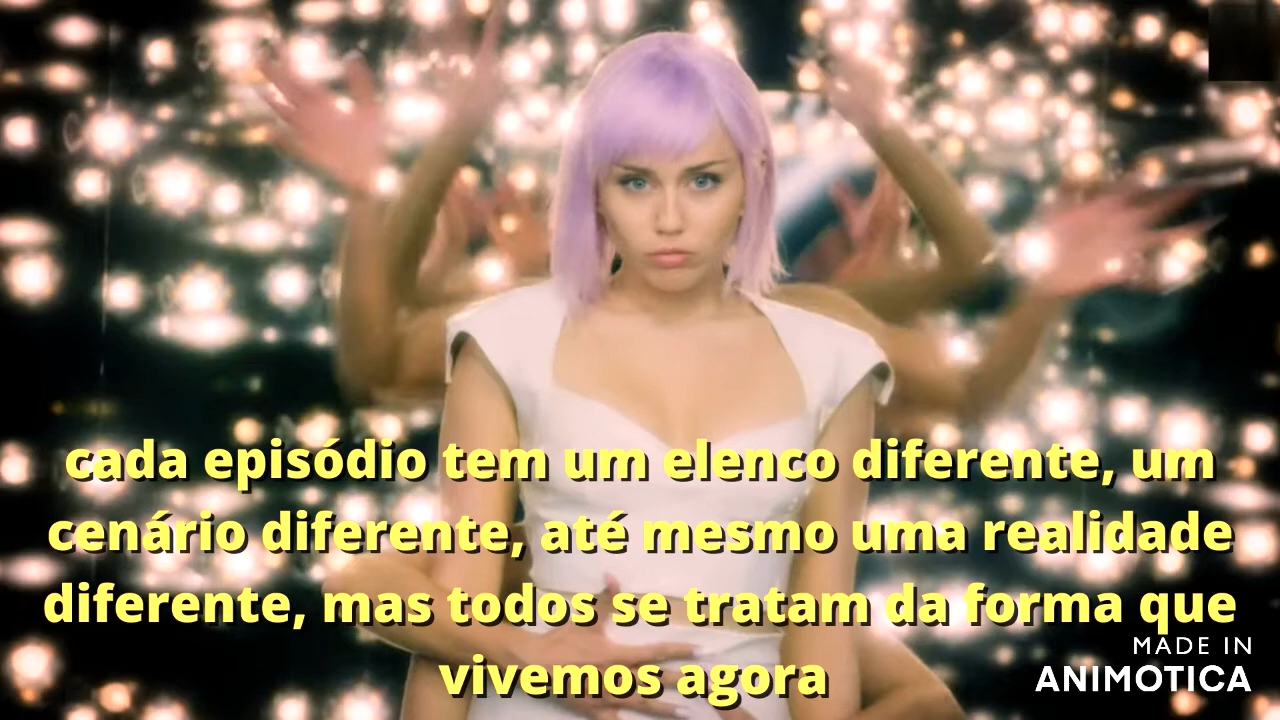 cada episódio tem um elenco diferente, um
cenário diferente, até mesmo uma realidade
diferente, mas todos se tratam da forma que
vivemos agora
MADE IN
ANIMOTICA